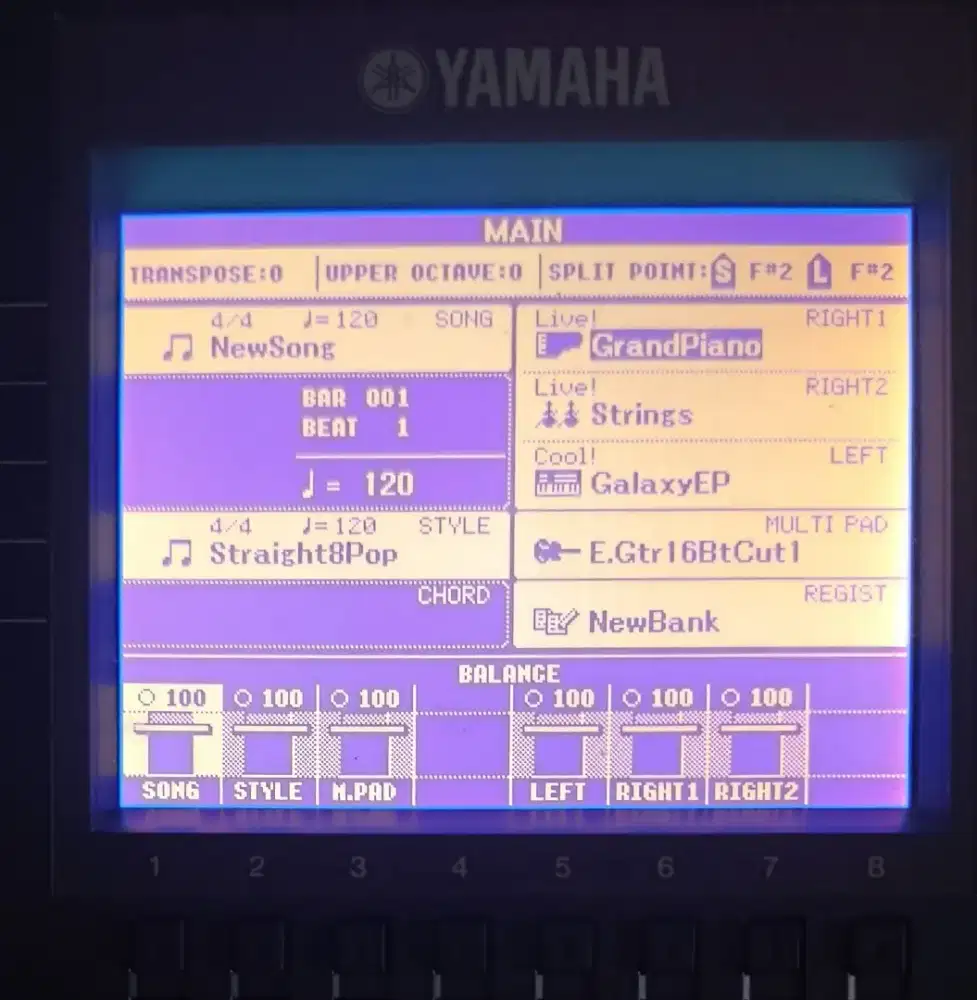 YAMAHA
MAIN
TRANSPOSE:0 UPPER OCTAVE:0 SPLIT POINT: S F#2 L F#2
4/4 ♩=120 SONG
NewSong
BAR 001
BEAT 1
♩= 120
4/4 ♩=120 STYLE
Straight8Pop
CHORD
Live! RIGHT1
GrandPiano
Live! RIGHT2
Strings
Cool! LEFT
GalaxyEP
MULTI PAD
E.Gtr16BtCut1
REGIST
NewBank
BALANCE
100 100 100 100 100 100
SONG STYLE M.PAD LEFT RIGHT1 RIGHT2
1 2 3 4 5 6 7 8